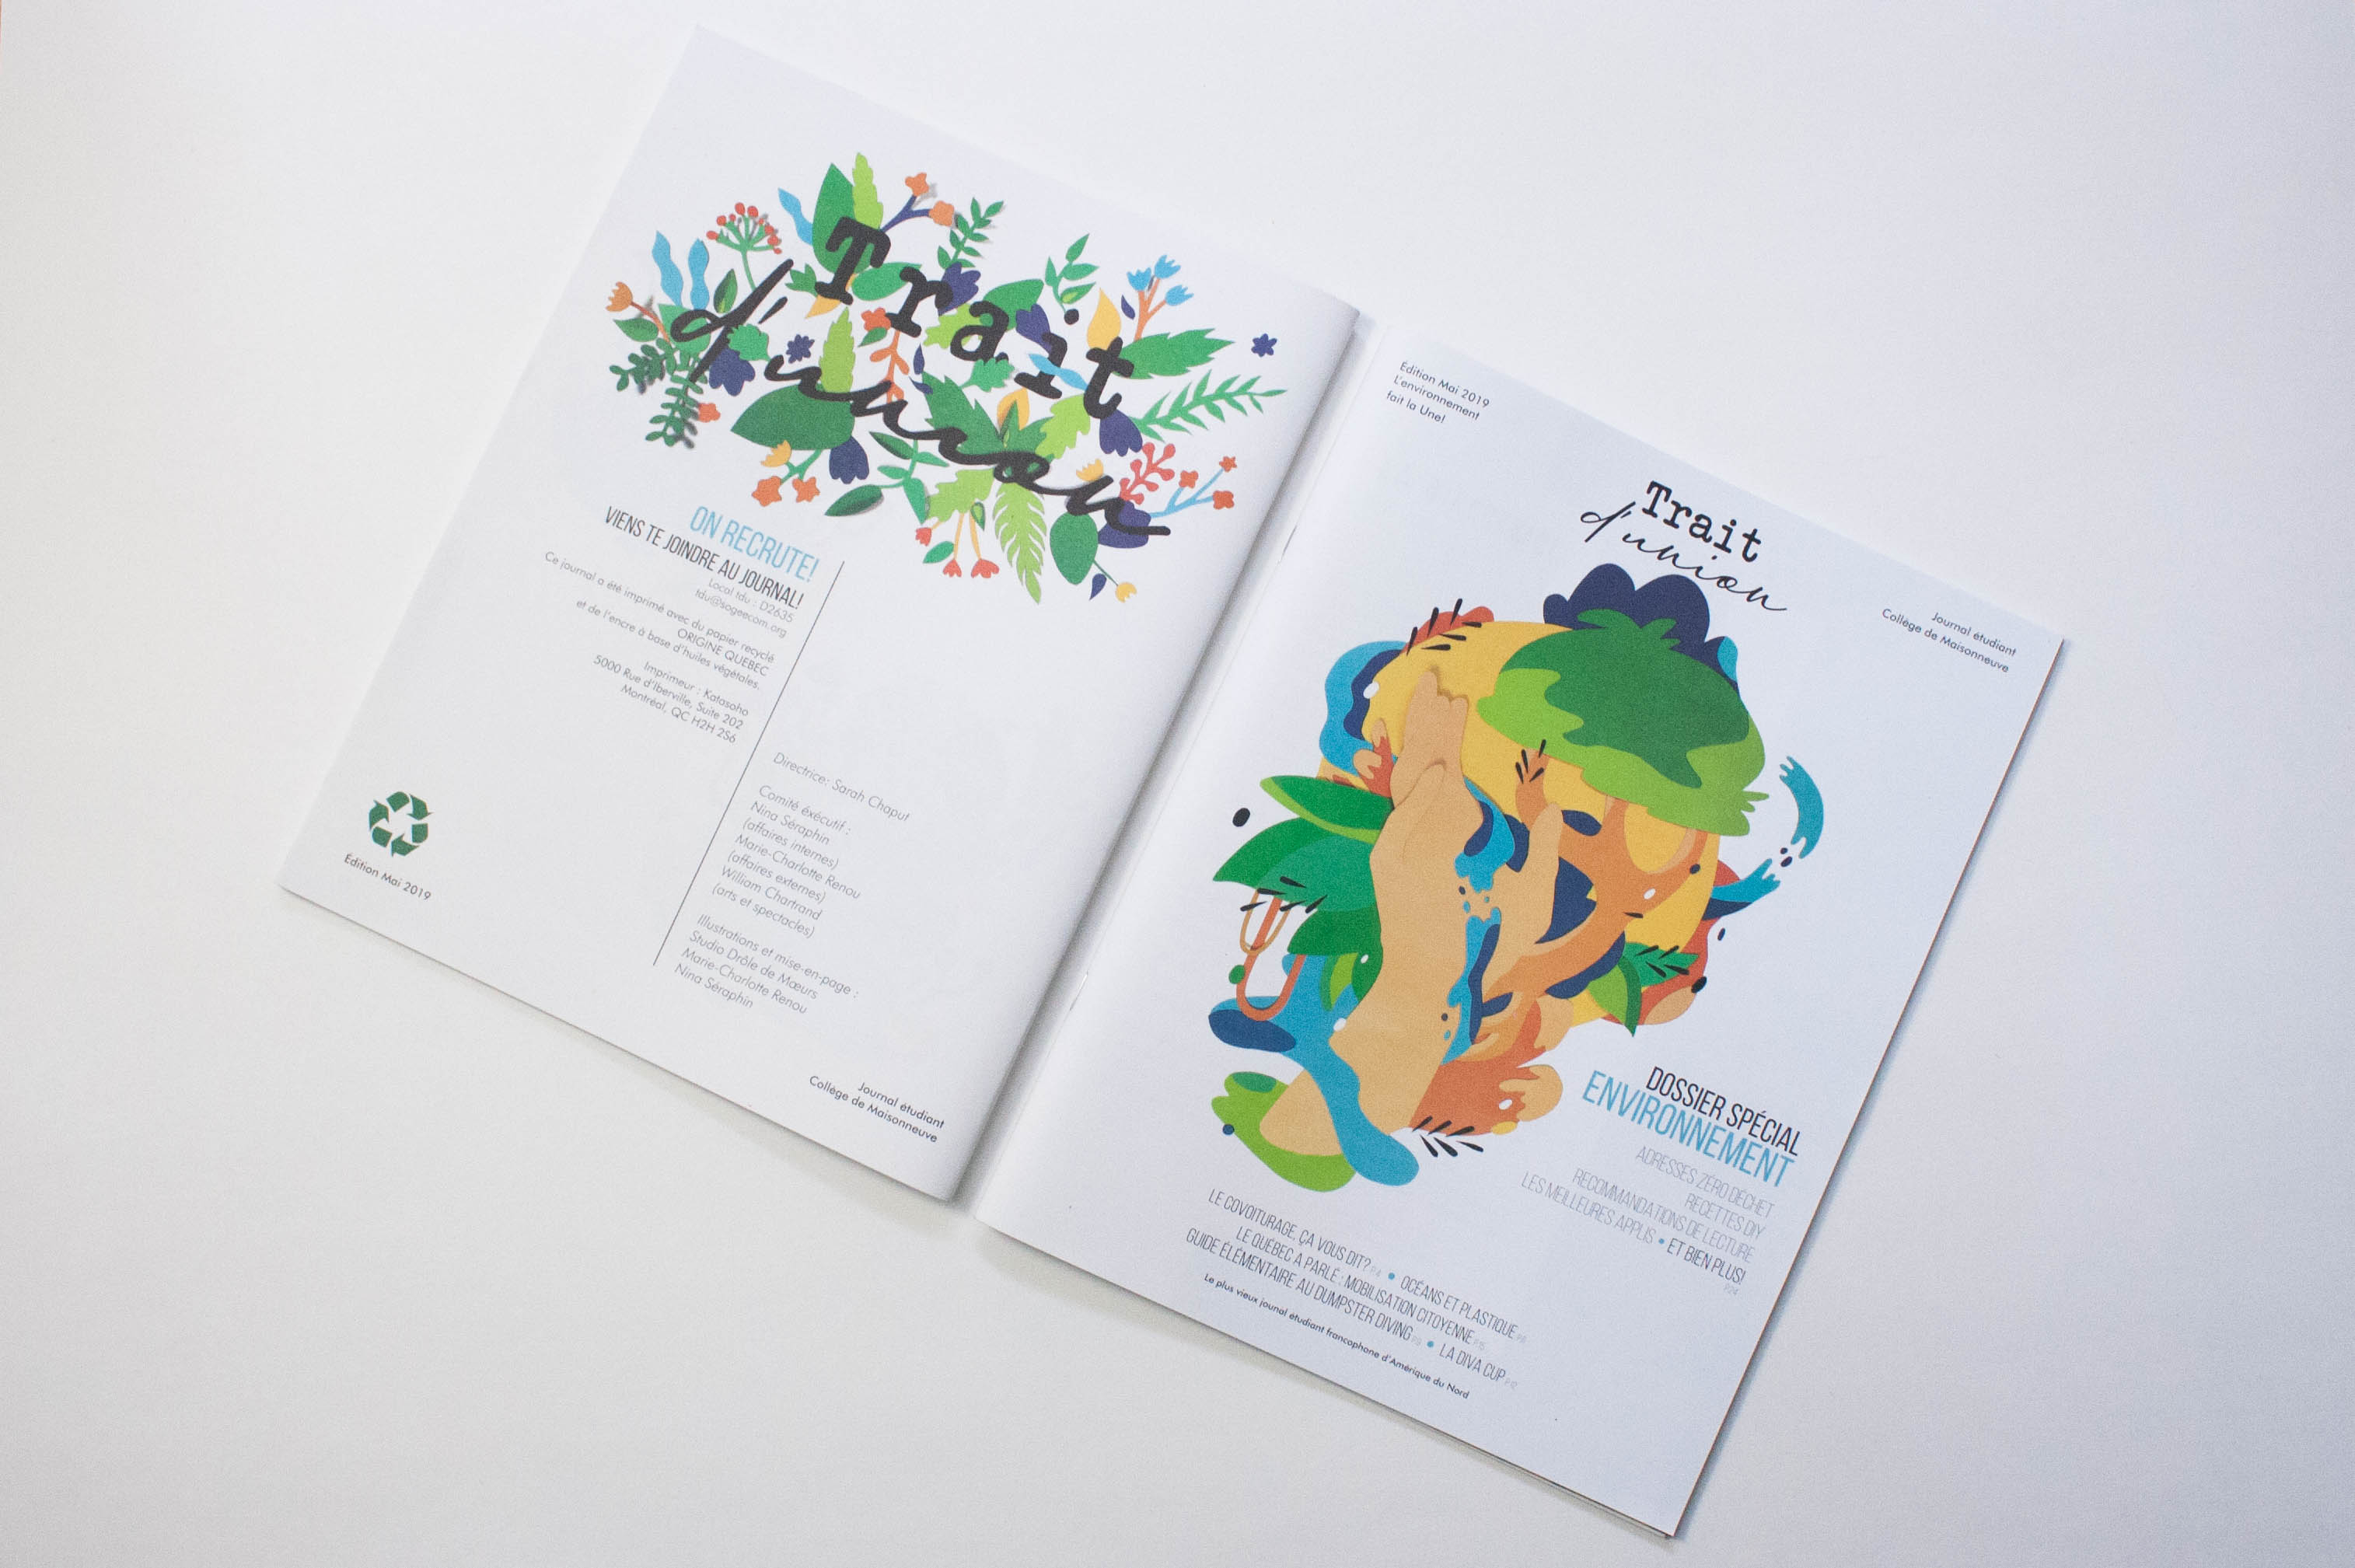 Trait
d'union
ON RECRUTE!
VIENS TE JOINDRE AU JOURNAL!
Local tdu : D2635
tdu@sogeecom.org
Ce journal a été imprimé avec du papier recyclé
ORIGINE QUEBEC
et de l'encre à base d'huiles végétales.
Imprimeur : Katasoho
5000 Rue d'Iberville, Suite 202
Montréal, QC H2H 2S6
Édition Mai 2019
Directrice: Sarah Chaput
Comité éxécutif :
Nina Séraphin
(affaires internes)
Marie-Charlotte Renou
(affaires externes)
William Chartrand
(arts et spectacles)
Illustrations et mise-en-page :
Studio Drôle de Mœurs
Marie-Charlotte Renou
Nina Séraphin
Journal étudiant
Collège de Maisonneuve
Édition Mai 2019
L'environnement
fait la Une!
Trait
d'union
Journal étudiant
Collège de Maisonneuve
DOSSIER SPÉCIAL
ENVIRONNEMENT
ADRESSES ZÉRO DÉCHET
RECETTES DIY
RECOMMANDATIONS DE LECTURE
LES MEILLEURES APPLIS • ET BIEN PLUS!
LE COVOITURAGE, ÇA VOUS DIT? • OCÉANS ET PLASTIQUE
LE QUÉBEC A PARLÉ : MOBILISATION CITOYENNE
GUIDE ÉLÉMENTAIRE AU DUMPSTER DIVING • LA DIVA CUP
Le plus vieux journal étudiant francophone d'Amérique du Nord